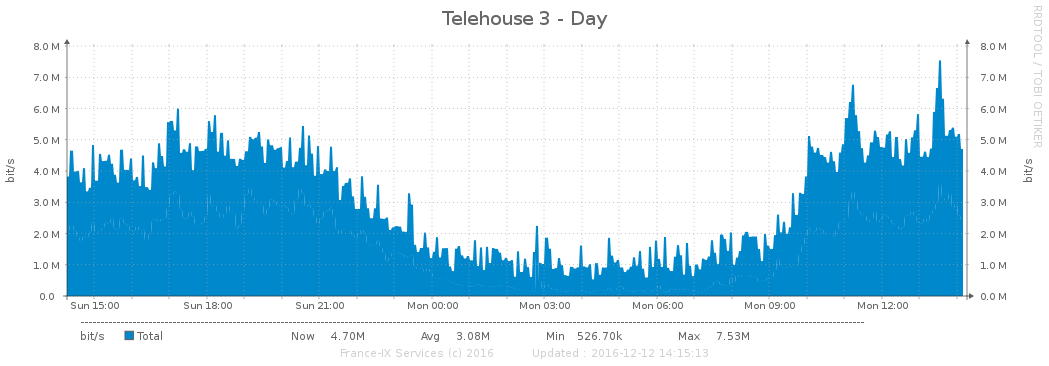 Telehouse 3 - Day
RRDTOOL / TOBI OETIKER
8.0 M 8.0 M
7.0 M 7.0 M
6.0 M 6.0 M
5.0 M 5.0 M
4.0 M 4.0 M
3.0 M 3.0 M
2.0 M 2.0 M
1.0 M 1.0 M
0.0 0.0 M
bit/s bit/s
Sun 15:00 Sun 18:00 Sun 21:00 Mon 00:00 Mon 03:00 Mon 06:00 Mon 09:00 Mon 12:00
bit/s Total Now 4.70M Avg 3.08M Min 526.70k Max 7.53M
France-IX Services (c) 2016 Updated : 2016-12-12 14:15:13